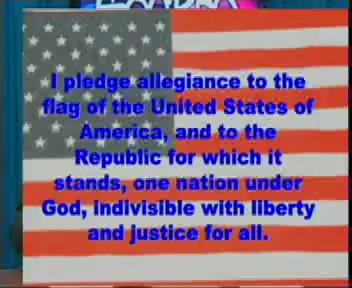 I pledge allegiance to the
flag of the United States of
America, and to the
Republic for which it
stands, one nation under
God, indivisible with liberty
and justice for all.